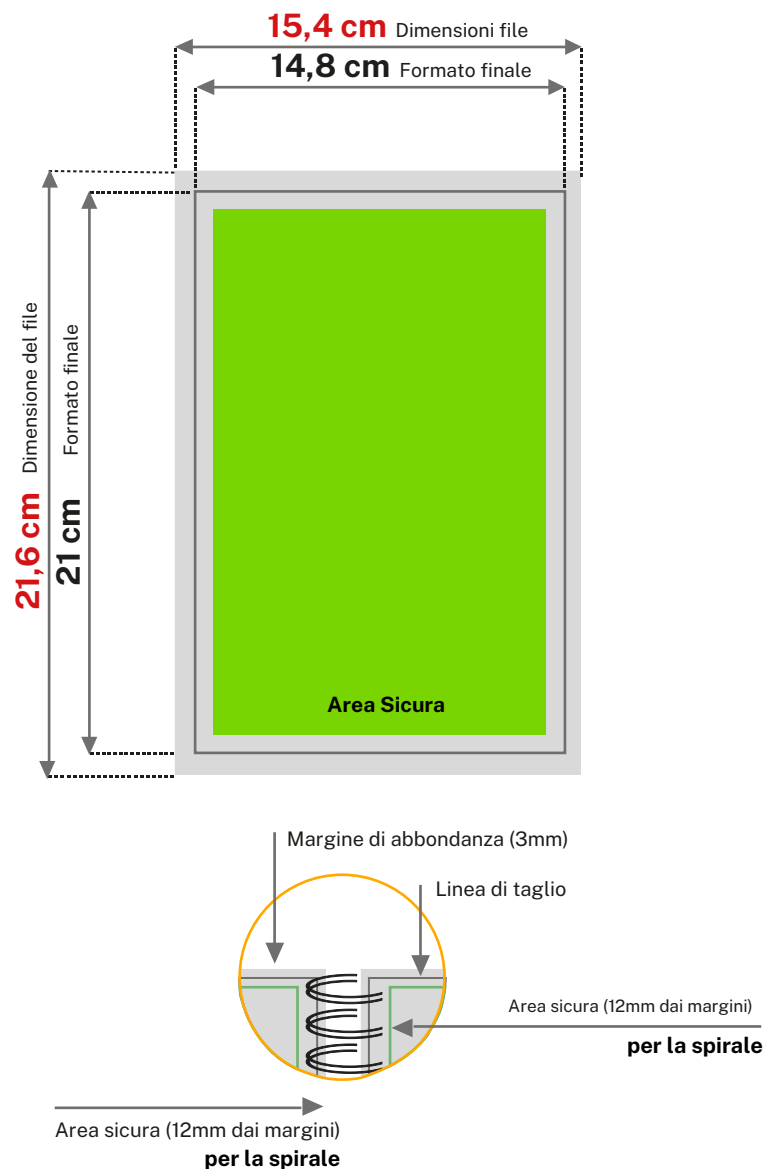 15,4 cm Dimensioni file
14,8 cm Formato finale
21,6 cm Dimensione del file
21 cm Formato finale
Area Sicura
Margine di abbondanza (3mm)
Linea di taglio
Area sicura (12mm dai margini)
per la spirale
Area sicura (12mm dai margini)
per la spirale